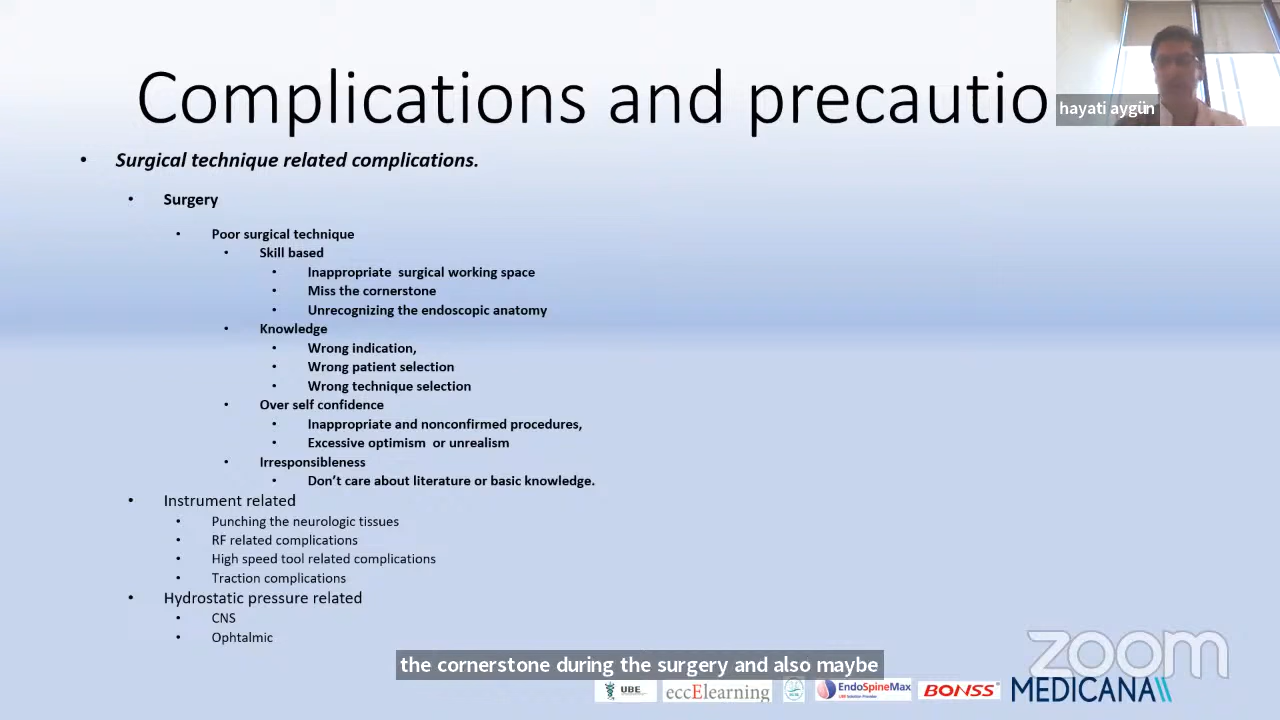 Complications and precautio
hayati aygün
Surgical technique related complications.
Surgery
Poor surgical technique
Skill based
Inappropriate surgical working space
Miss the cornerstone
Unrecognizing the endoscopic anatomy
Knowledge
Wrong indication,
Wrong patient selection
Wrong technique selection
Over self confidence
Inappropriate and nonconfirmed procedures,
Excessive optimism or unrealism
Irresponsibleness
Don't care about literature or basic knowledge.
Instrument related
Punching the neurologic tissues
RF related complications
High speed tool related complications
Traction complications
Hydrostatic pressure related
CNS
Ophtalmic
the cornerstone during the surgery and also maybe
zoom
UBE
eccElearning
EndoSpineMax
BONSS
MEDICANA